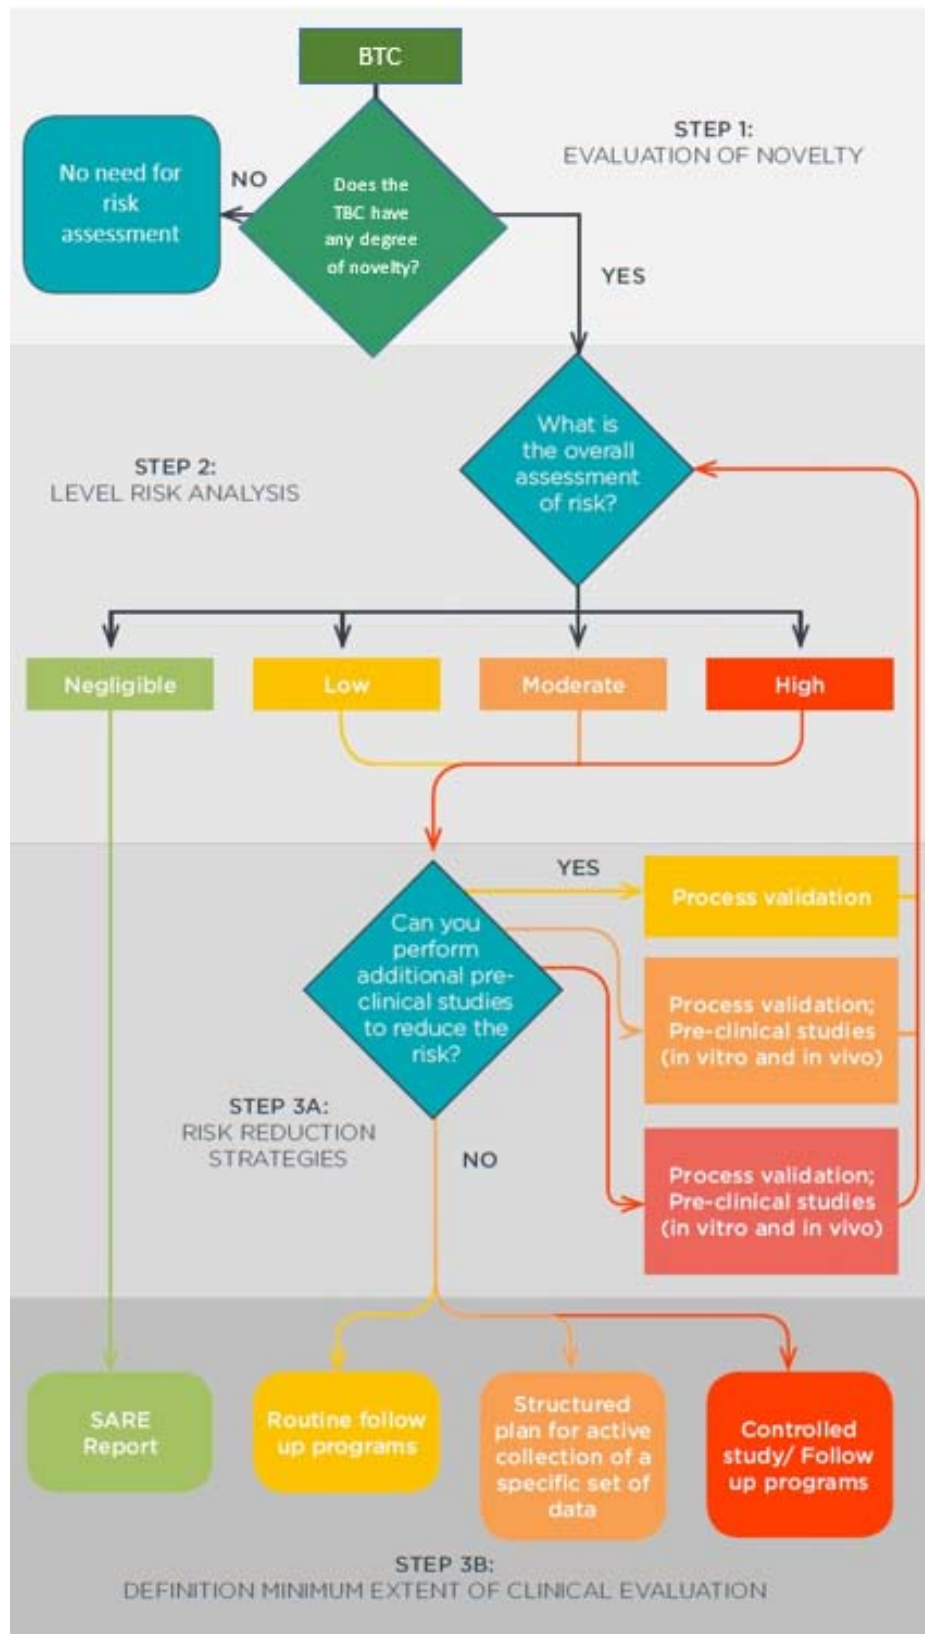 BTC
STEP 1:
EVALUATION OF NOVELTY
No need for
risk
assessment
NO
Does the
TBC have
any degree
of novelty?
YES
What is
the overall
assessment
of risk?
STEP 2:
LEVEL RISK ANALYSIS
Negligible
Low
Moderate
High
YES
Process validation
Can you
perform
additional pre-
clinical studies
to reduce the
risk?
Process validation;
Pre-clinical studies
(in vitro and in vivo)
STEP 3A:
RISK REDUCTION
STRATEGIES
NO
Process validation;
Pre-clinical studies
(in vitro and in vivo)
SARE
Report
Routine follow
up programs
Structured
plan for active
collection of a
specific set of
data
Controlled
study/ Follow
up programs
STEP 3B:
DEFINITION MINIMUM EXTENT OF CLINICAL EVALUATION